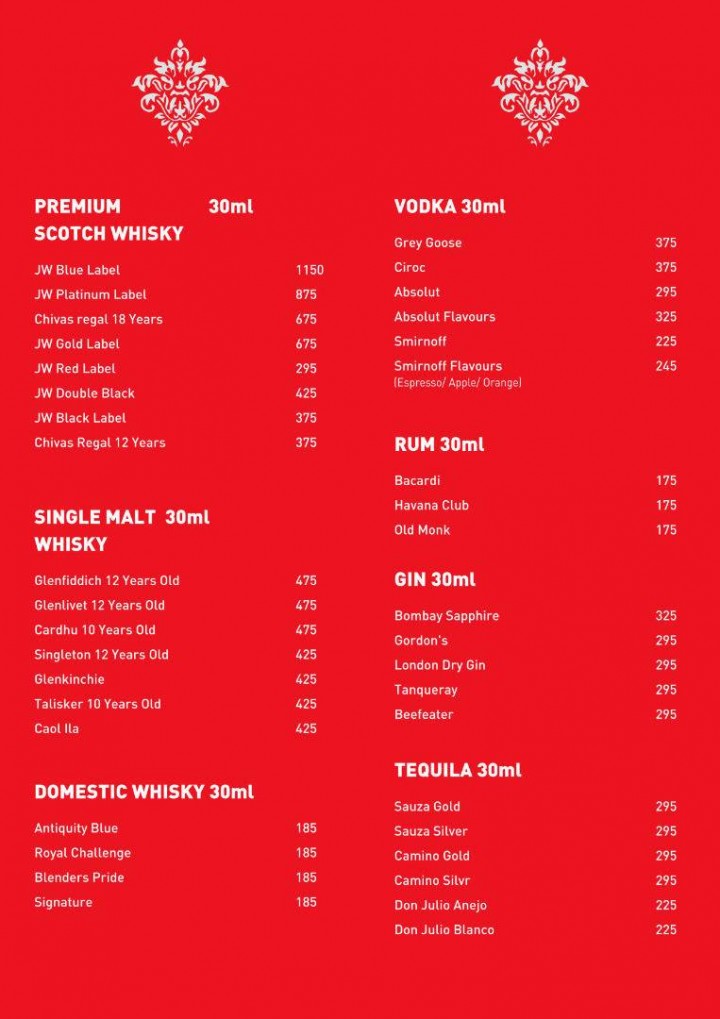 PREMIUM 30ml
SCOTCH WHISKY
JW Blue Label 1150
JW Platinum Label 875
Chivas regal 18 Years 675
JW Gold Label 675
JW Red Label 295
JW Double Black 425
JW Black Label 375
Chivas Regal 12 Years 375
SINGLE MALT 30ml
WHISKY
Glenfiddich 12 Years Old 475
Glenlivet 12 Years Old 475
Cardhu 10 Years Old 475
Singleton 12 Years Old 425
Glenkinchie 425
Talisker 10 Years Old 425
Caol Ila 425
DOMESTIC WHISKY 30ml
Antiquity Blue 185
Royal Challenge 185
Blenders Pride 185
Signature 185
VODKA 30ml
Grey Goose 375
Ciroc 375
Absolut 295
Absolut Flavours 325
Smirnoff 225
Smirnoff Flavours 245
(Espresso/ Apple/ Orange)
RUM 30ml
Bacardi 175
Havana Club 175
Old Monk 175
GIN 30ml
Bombay Sapphire 325
Gordon's 295
London Dry Gin 295
Tanqueray 295
Beefeater 295
TEQUILA 30ml
Sauza Gold 295
Sauza Silver 295
Camino Gold 295
Camino Silvr 295
Don Julio Anejo 225
Don Julio Blanco 225